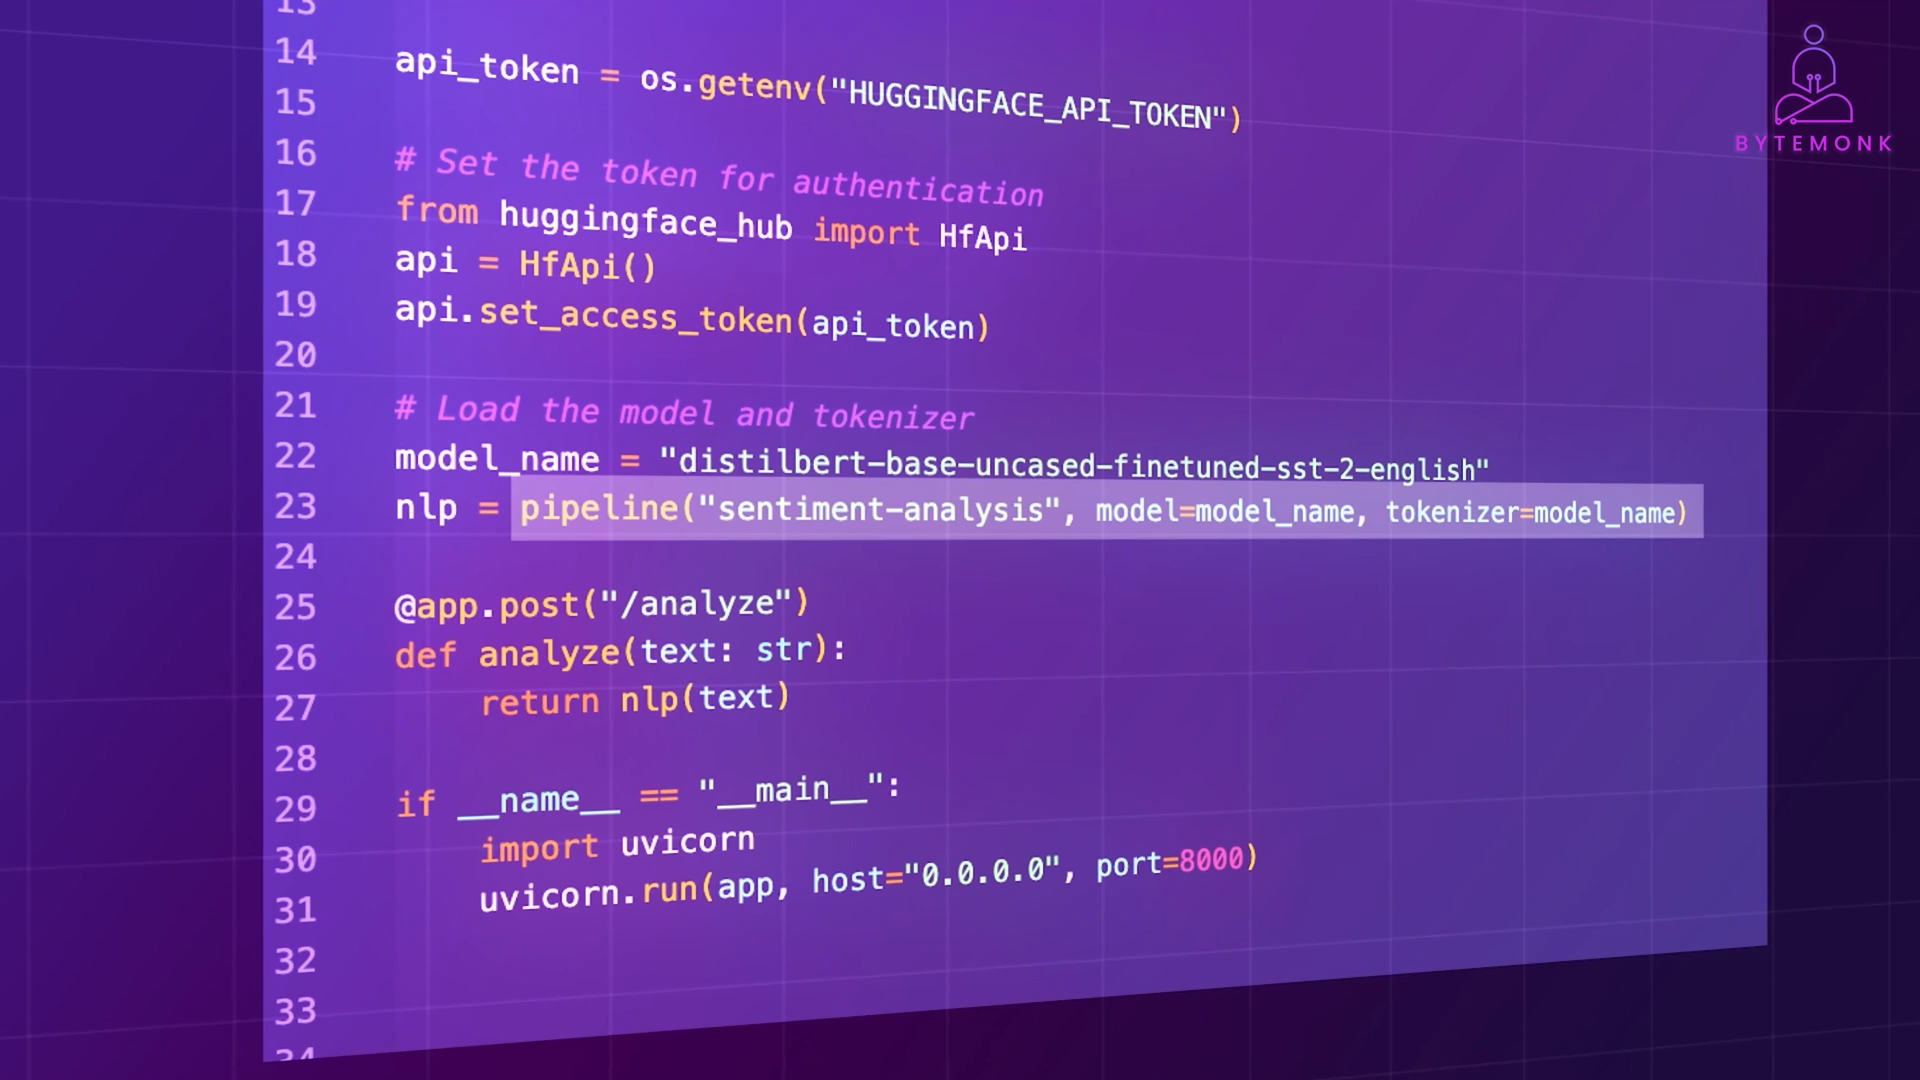 13
14 api_token = os.getenv("HUGGINGFACE_API_TOKEN")
15
16 # Set the token for authentication
17 from huggingface_hub import HfApi
18 api = HfApi()
19 api.set_access_token(api_token)
20
21 # Load the model and tokenizer
22 model_name = "distilbert-base-uncased-finetuned-sst-2-english"
23 nlp = pipeline("sentiment-analysis", model=model_name, tokenizer=model_name)
24
25 @app.post("/analyze")
26 def analyze(text: str):
27     return nlp(text)
28
29 if __name__ == "__main__":
30     import uvicorn
31     uvicorn.run(app, host="0.0.0.0", port=8000)
32
33
34
BYTEMONK